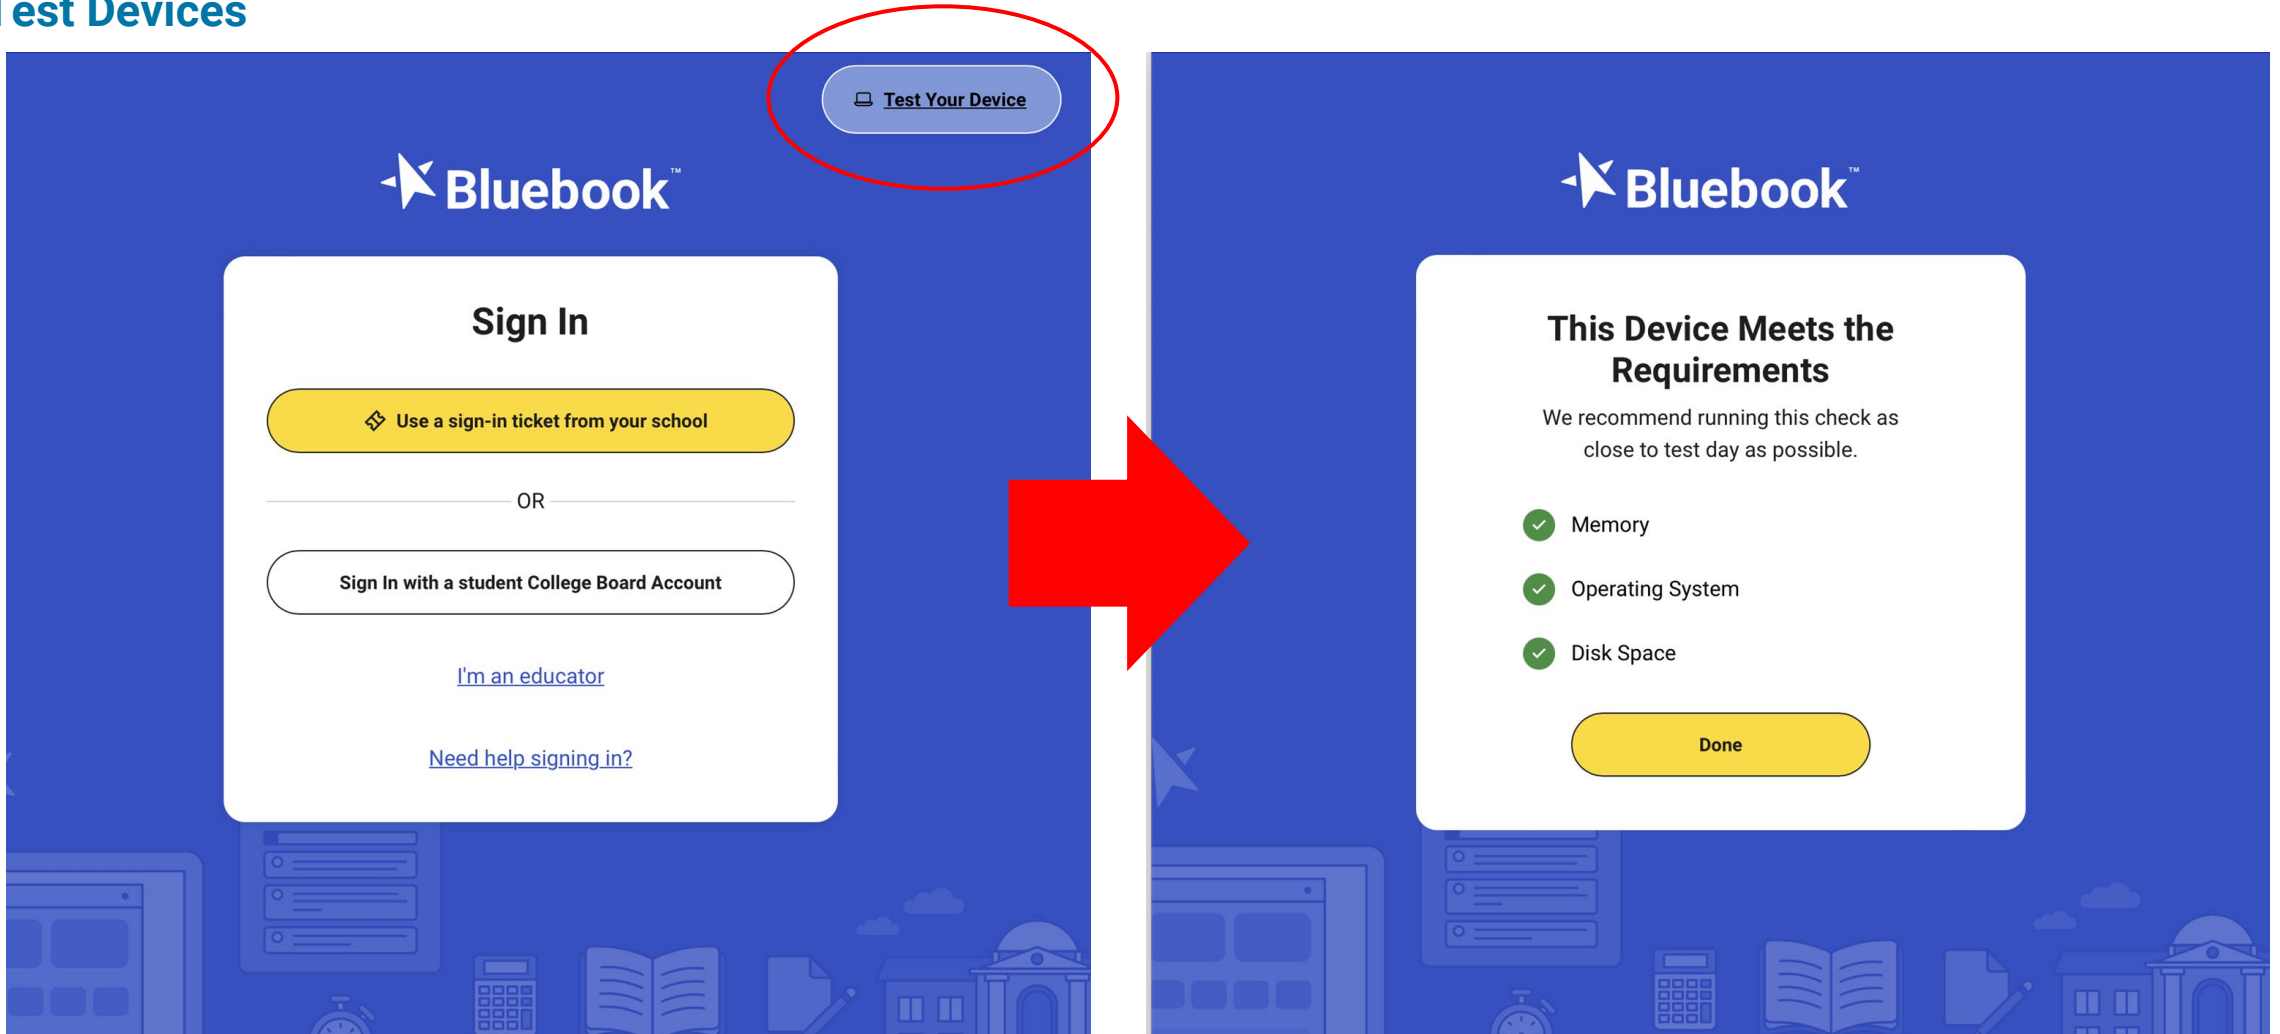 Test Devices
Test Your Device
Bluebook™
Sign In
Use a sign-in ticket from your school
OR
Sign In with a student College Board Account
I'm an educator
Need help signing in?
Bluebook™
This Device Meets the
Requirements
We recommend running this check as
close to test day as possible.
Memory
Operating System
Disk Space
Done